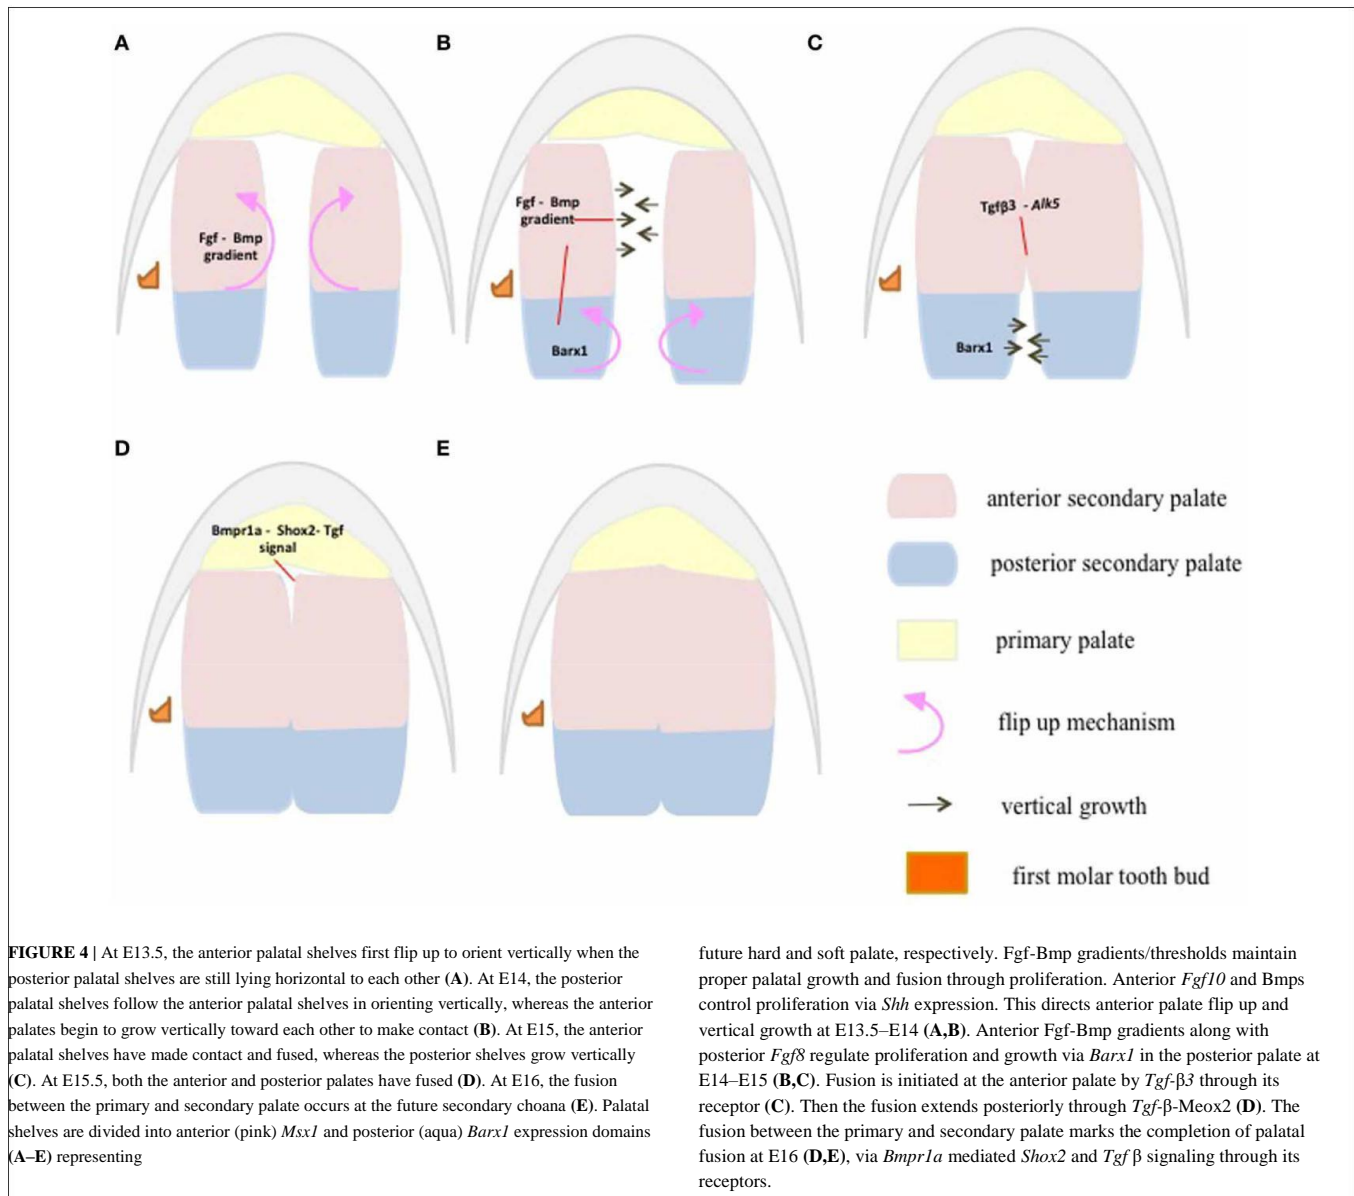 A
B
C
Fgf - Bmp
gradient
Fgf - Bmp
gradient
Barx1
Tgfβ3 - Alk5
Barx1
D
E
Bmpr1a - Shox2- Tgf
signal
anterior secondary palate
posterior secondary palate
primary palate
flip up mechanism
vertical growth
first molar tooth bud
FIGURE 4 | At E13.5, the anterior palatal shelves first flip up to orient vertically when the
posterior palatal shelves are still lying horizontal to each other (A). At E14, the posterior
palatal shelves follow the anterior palatal shelves in orienting vertically, whereas the anterior
palates begin to grow vertically toward each other to make contact (B). At E15, the anterior
palatal shelves have made contact and fused, whereas the posterior shelves grow vertically
(C). At E15.5, both the anterior and posterior palates have fused (D). At E16, the fusion
between the primary and secondary palate occurs at the future secondary choana (E). Palatal
shelves are divided into anterior (pink) Msx1 and posterior (aqua) Barx1 expression domains
(A–E) representing
future hard and soft palate, respectively. Fgf-Bmp gradients/thresholds maintain
proper palatal growth and fusion through proliferation. Anterior Fgf10 and Bmps
control proliferation via Shh expression. This directs anterior palate flip up and
vertical growth at E13.5–E14 (A,B). Anterior Fgf-Bmp gradients along with
posterior Fgf8 regulate proliferation and growth via Barx1 in the posterior palate at
E14–E15 (B,C). Fusion is initiated at the anterior palate by Tgf-β3 through its
receptor (C). Then the fusion extends posteriorly through Tgf-β-Meox2 (D). The
fusion between the primary and secondary palate marks the completion of palatal
fusion at E16 (D,E), via Bmpr1a mediated Shox2 and Tgf β signaling through its
receptors.